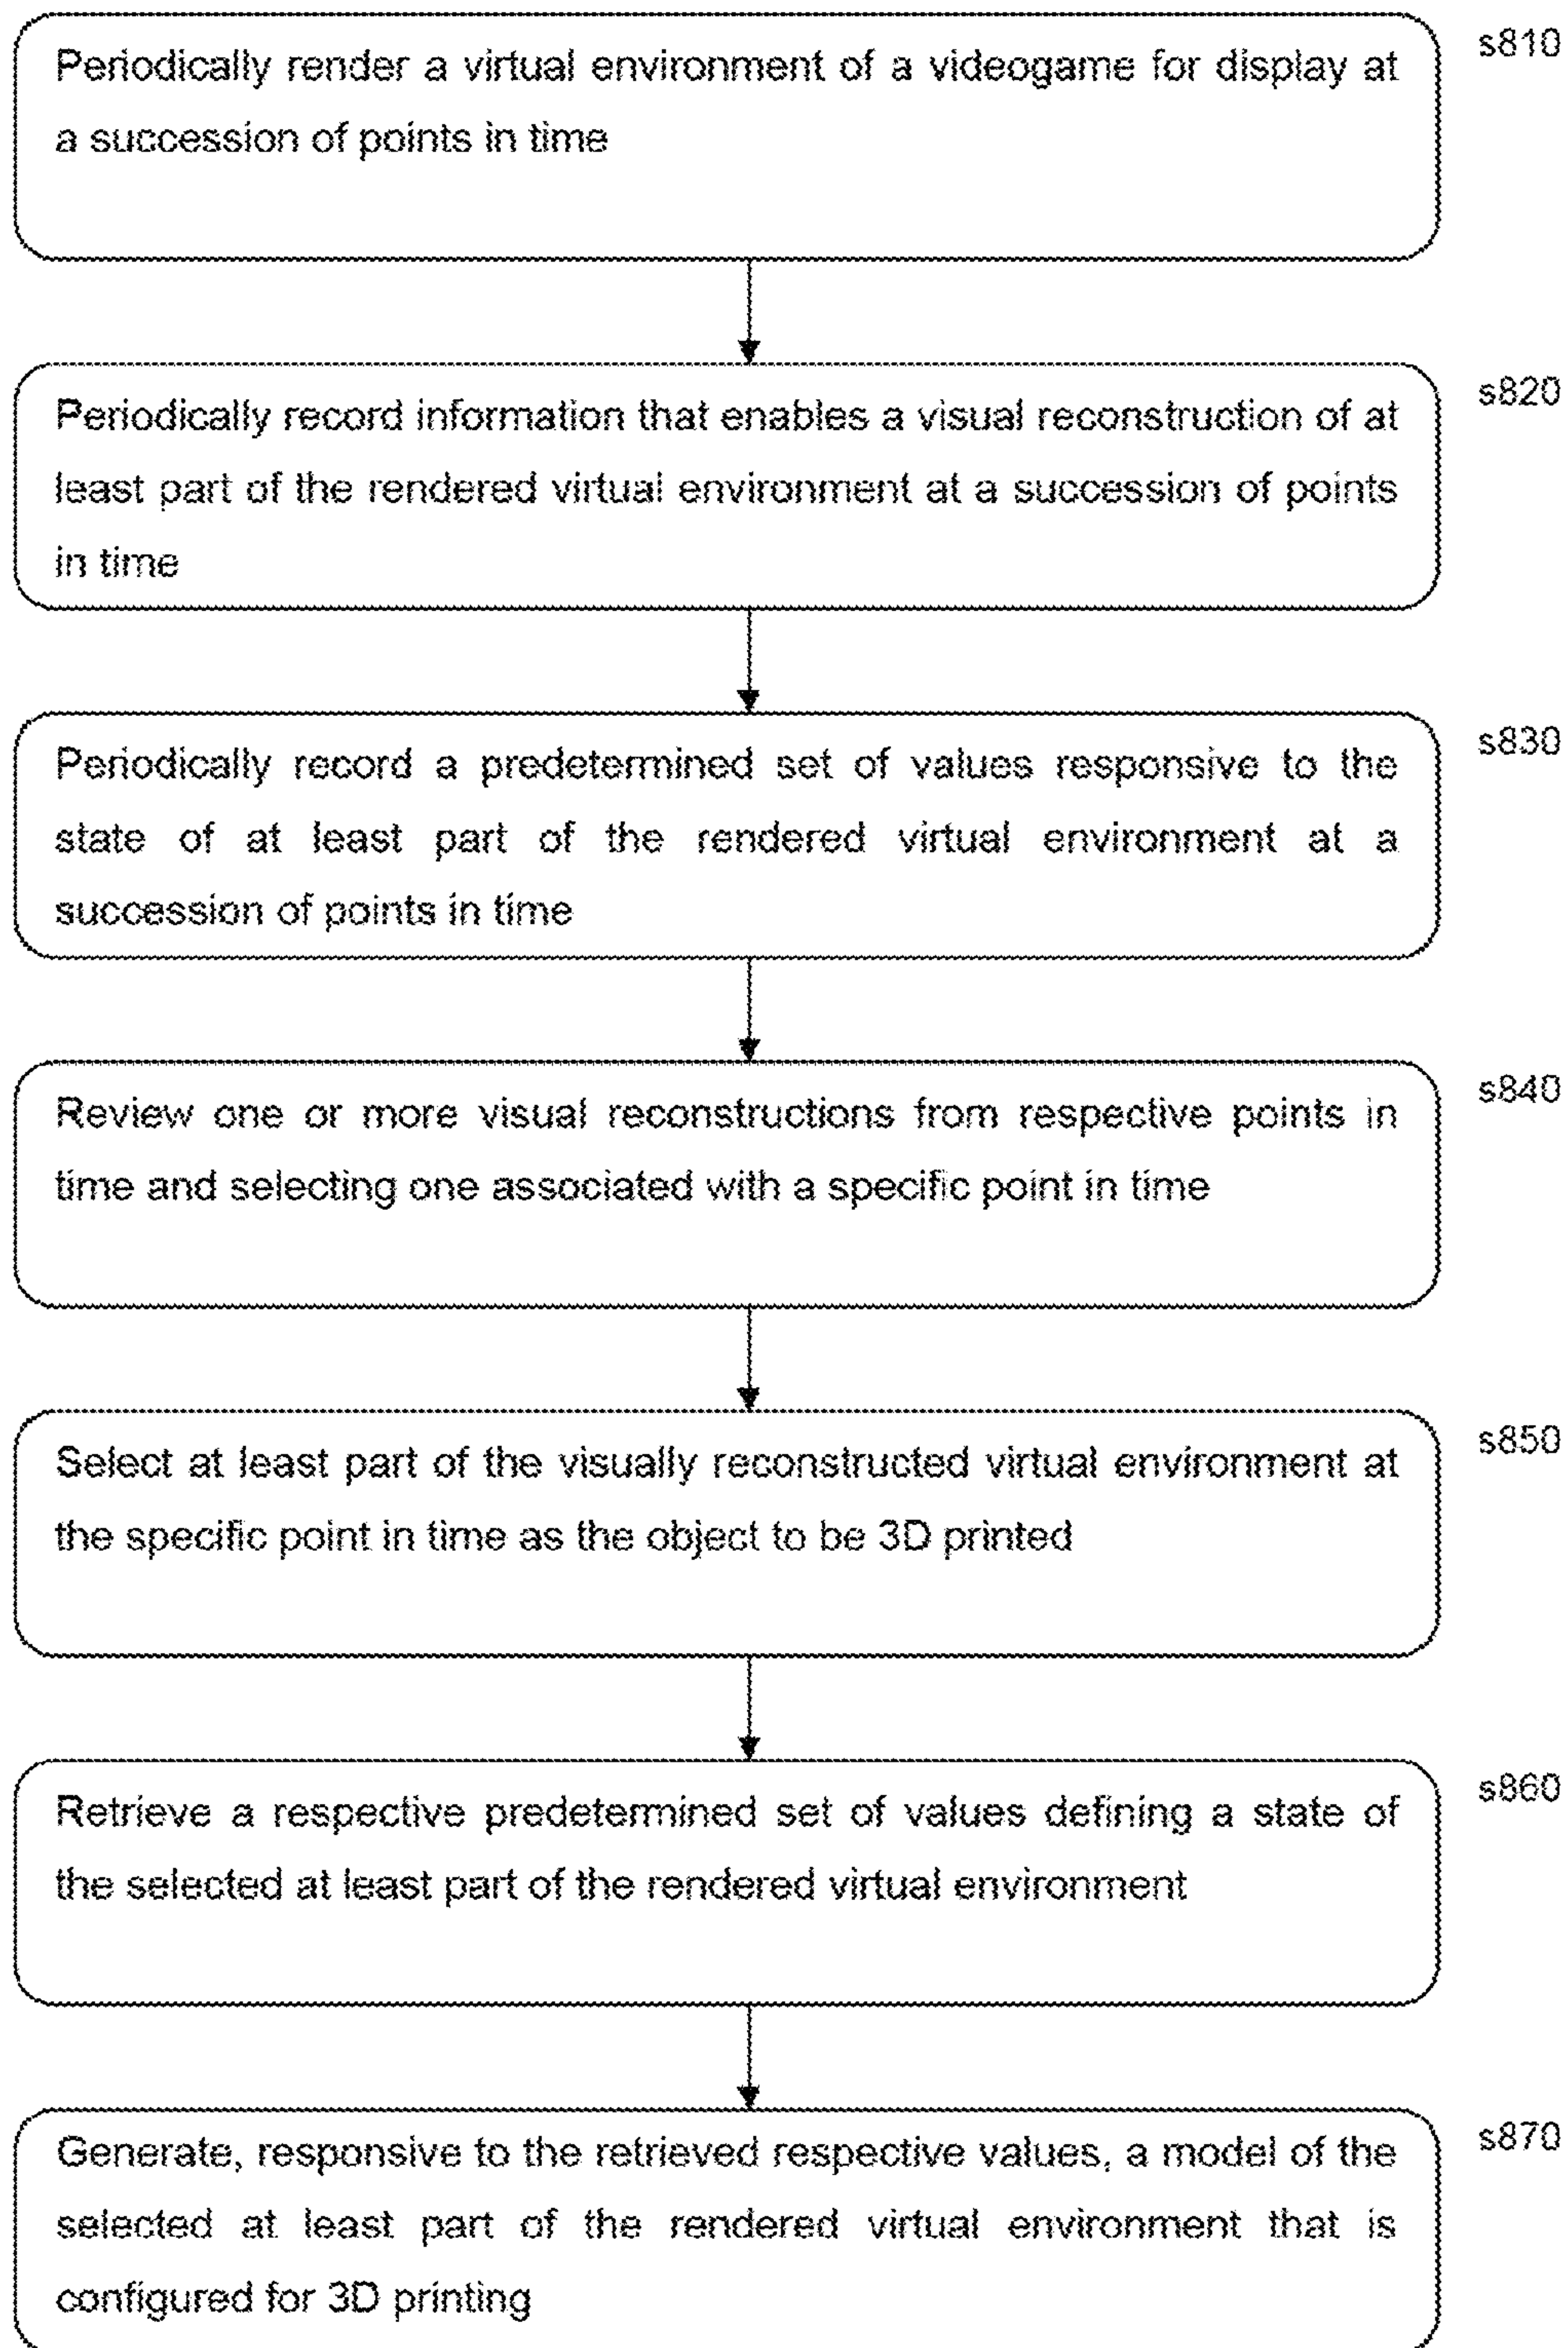 Periodically render a virtual environment of a videogame for display at
a succession of points in time
s810
Periodically record information that enables a visual reconstruction of at
least part of the rendered virtual environment at a succession of points
in time
s820
Periodically record a predetermined set of values responsive to the
state of at least part of the rendered virtual environment at a
succession of points in time
s830
Review one or more visual reconstructions from respective points in
time and selecting one associated with a specific point in time
s840
Select at least part of the visually reconstructed virtual environment at
the specific point in time as the object to be 3D printed
s850
Retrieve a respective predetermined set of values defining a state of
the selected at least part of the rendered virtual environment
s860
Generate, responsive to the retrieved respective values, a model of the
selected at least part of the rendered virtual environment that is
configured for 3D printing
s870